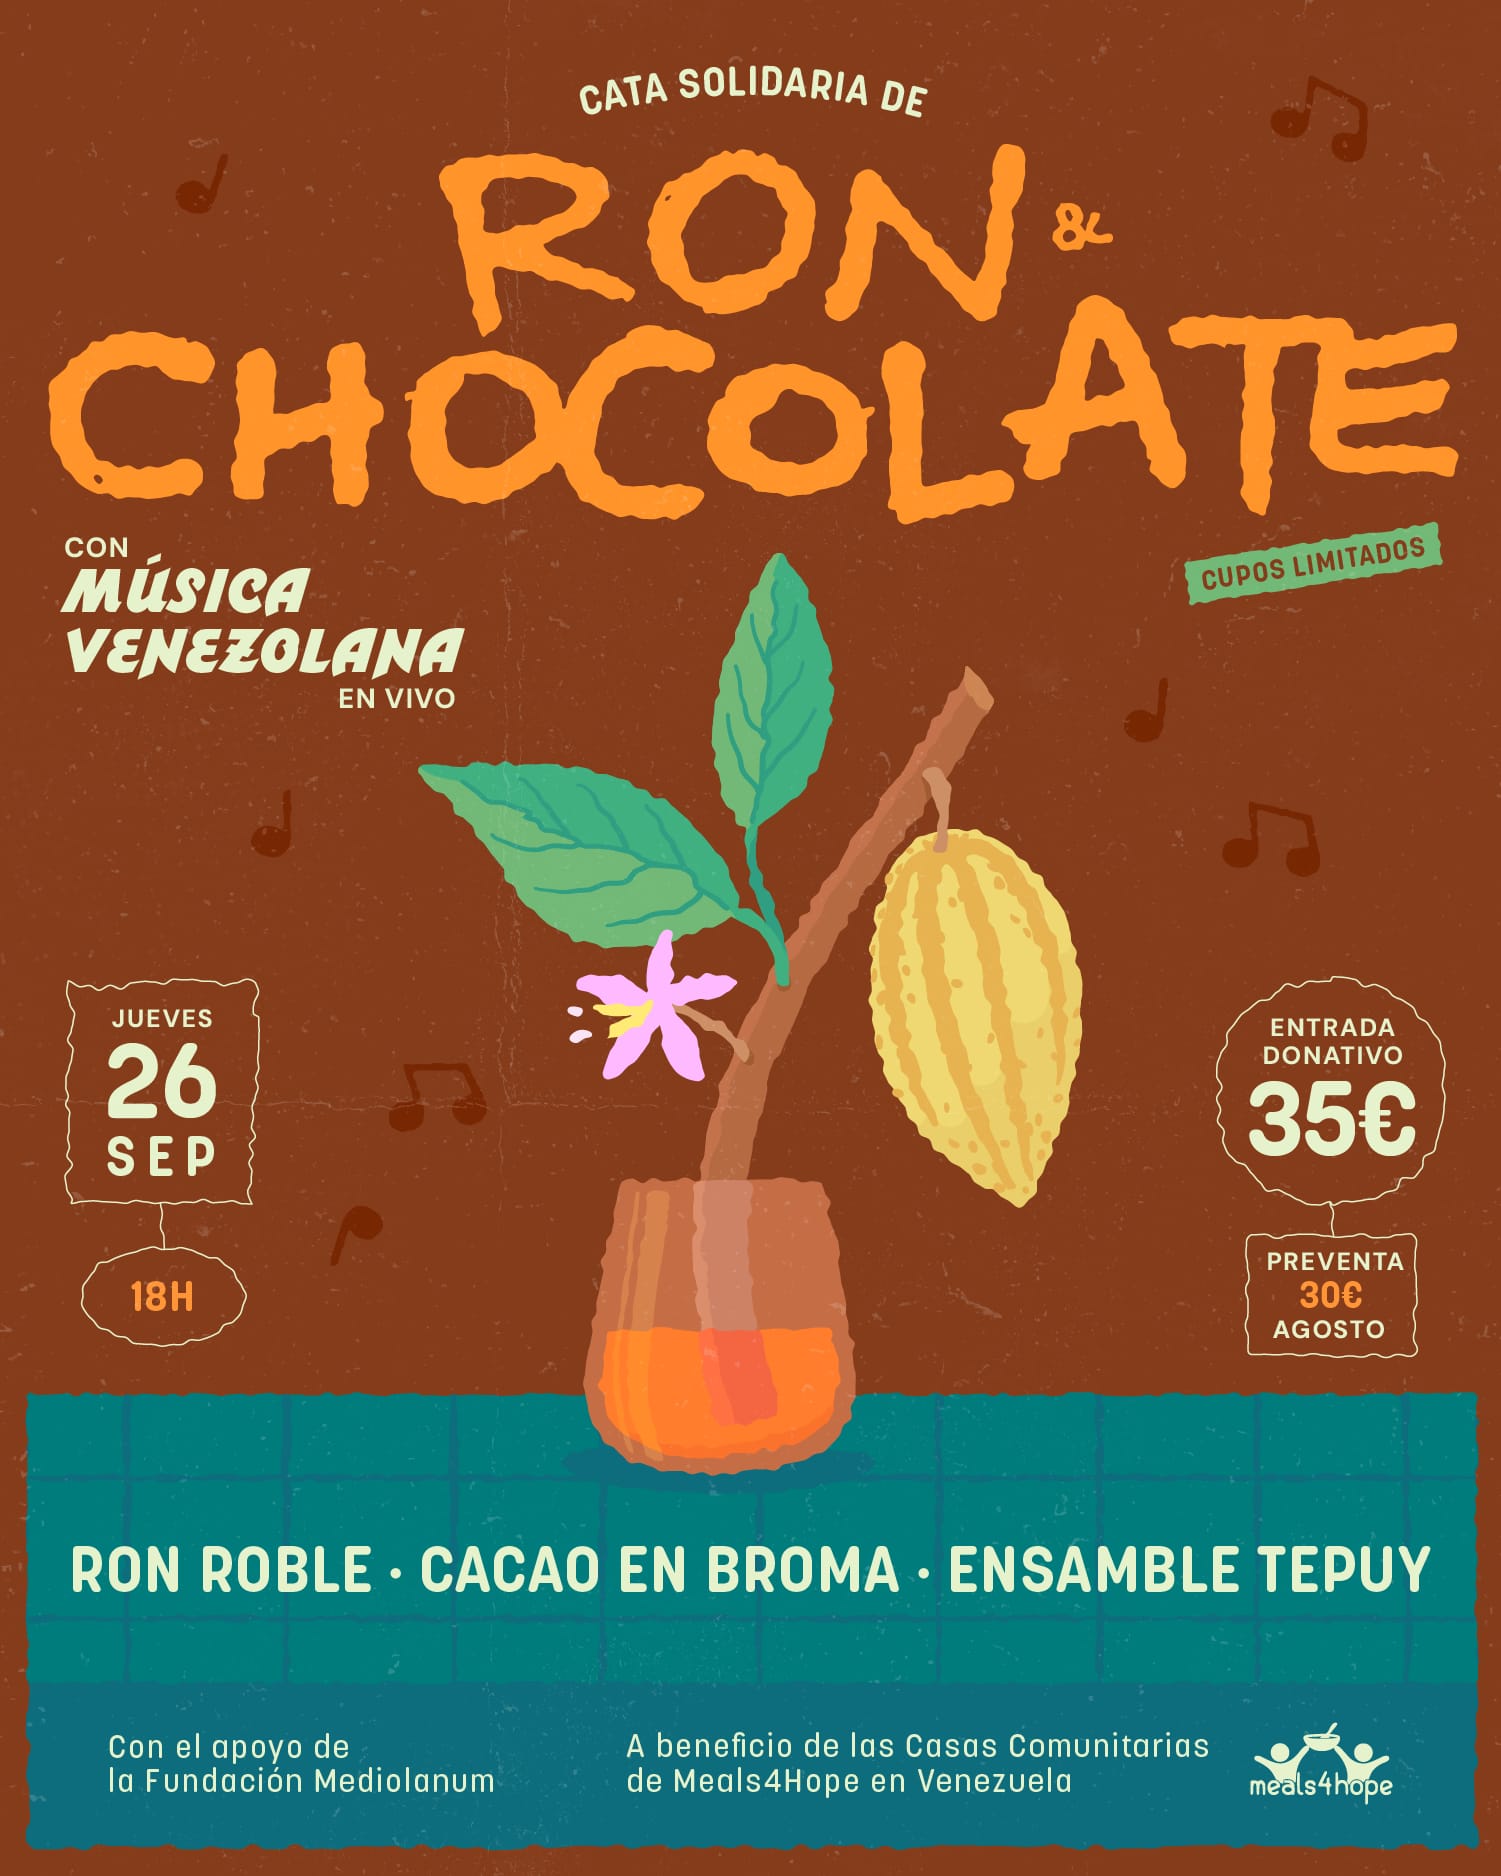 CATA SOLIDARIA DE
RON &
CHOCOLATE
CON
MÚSICA
VENEZOLANA
EN VIVO
CUPOS LIMITADOS
JUEVES
26
SEP
18H
ENTRADA
DONATIVO
35€
PREVENTA
30€
AGOSTO
RON ROBLE · CACAO EN BROMA · ENSAMBLE TEPUY
Con el apoyo de
la Fundación Mediolanum
A beneficio de las Casas Comunitarias
de Meals4Hope en Venezuela
meals4hope